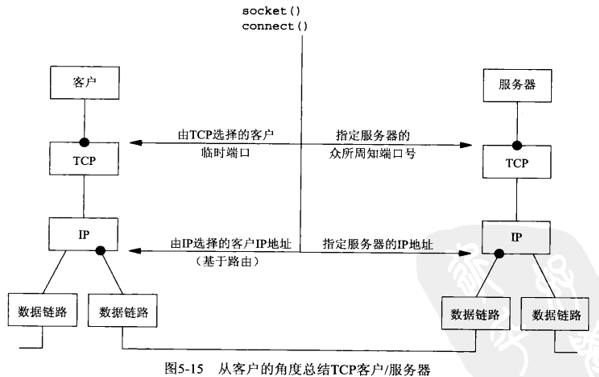 socket()
connect()
客户
服务器
由TCP选择的客户
临时端口
指定服务器的
众所周知端口号
TCP
TCP
IP
由IP选择的客户IP地址
(基于路由)
指定服务器的IP地址
IP
数据链路
数据链路
数据链路
数据链路
图5-15 从客户的角度总结TCP客户/服务器